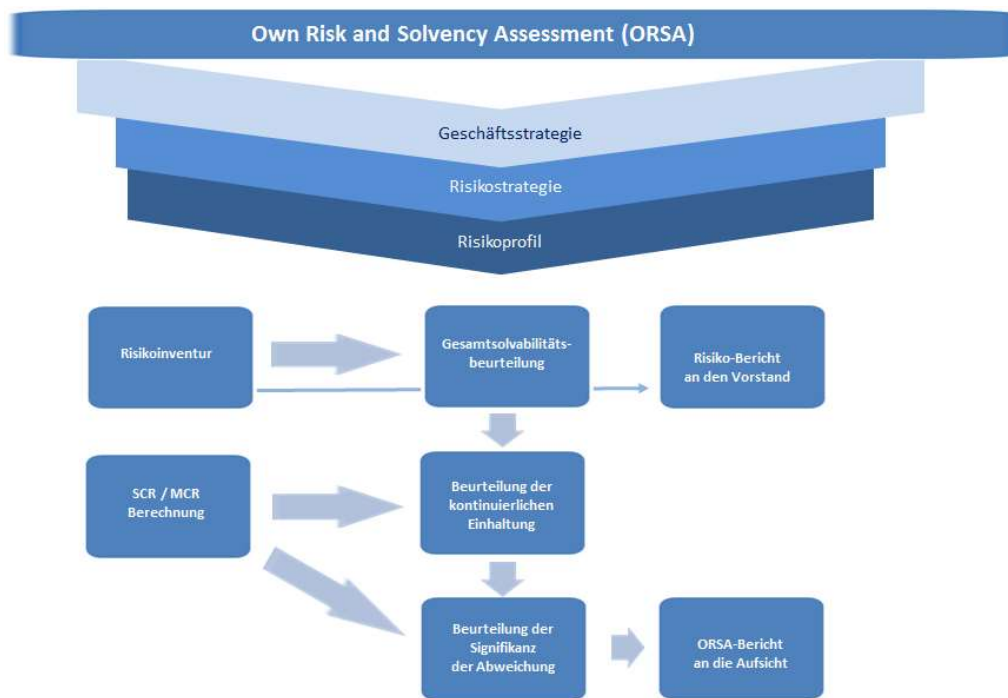 Own Risk and Solvency Assessment (ORSA)
Geschäftsstrategie
Risikostrategie
Risikoprofil
Risikoinventur
Gesamtsolvabilitäts-
beurteilung
Risiko-Bericht
an den Vorstand
SCR / MCR
Berechnung
Beurteilung der
kontinuierlichen
Einhaltung
Beurteilung der
Signifikanz
der Abweichung
ORSA-Bericht
an die Aufsicht